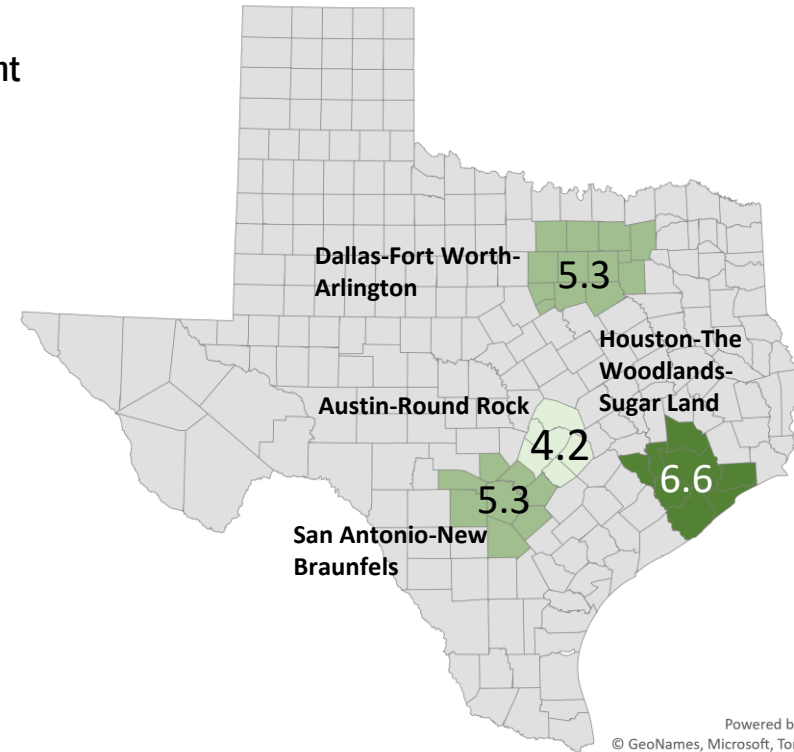 Dallas-Fort Worth-
Arlington
5.3
Houston-The
Woodlands-
Sugar Land
Austin-Round Rock
4.2
6.6
5.3
San Antonio-New
Braunfels
Powered b
© GeoNames, Microsoft, To